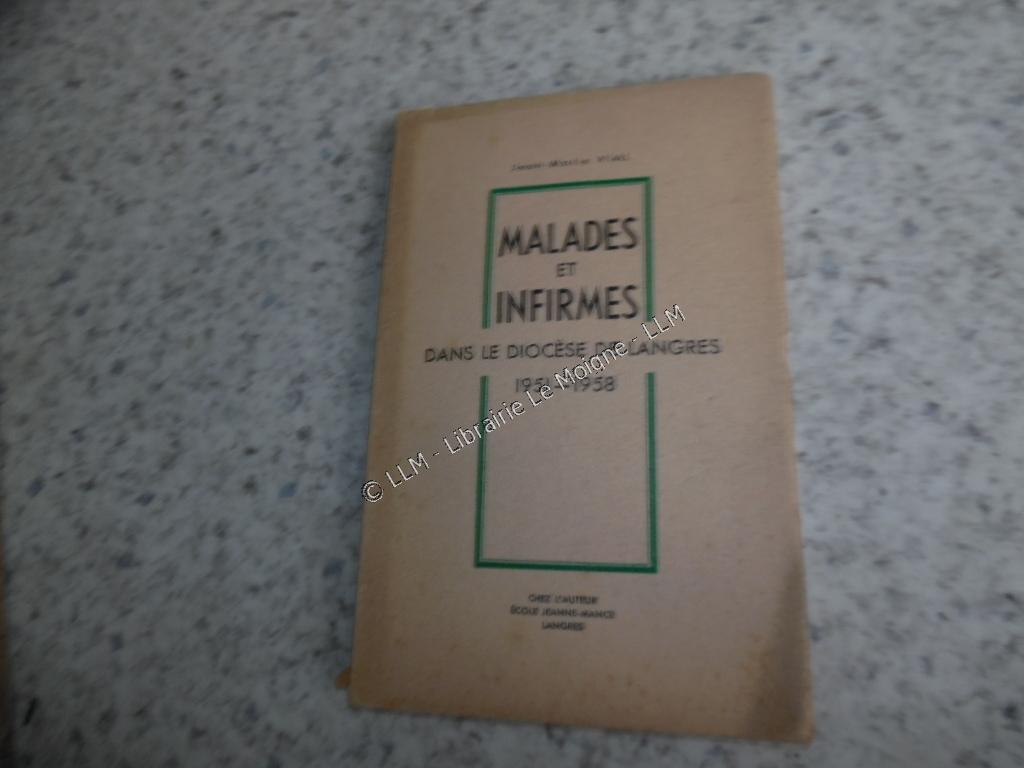 VIAL
MALADES
ET
INFIRMES
DANS LE DIOCÈSE DE LANGRES
1958
CHEZ L'AUTEUR
ÉCOLE JEANNE-MANCE
LANGRES
© LLM - Librairie Le Moigne - LLM